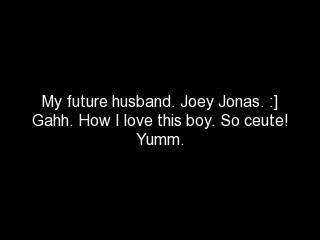 My future husband. Joey Jonas. :]
Gahh. How I love this boy. So ceute!
Yumm.